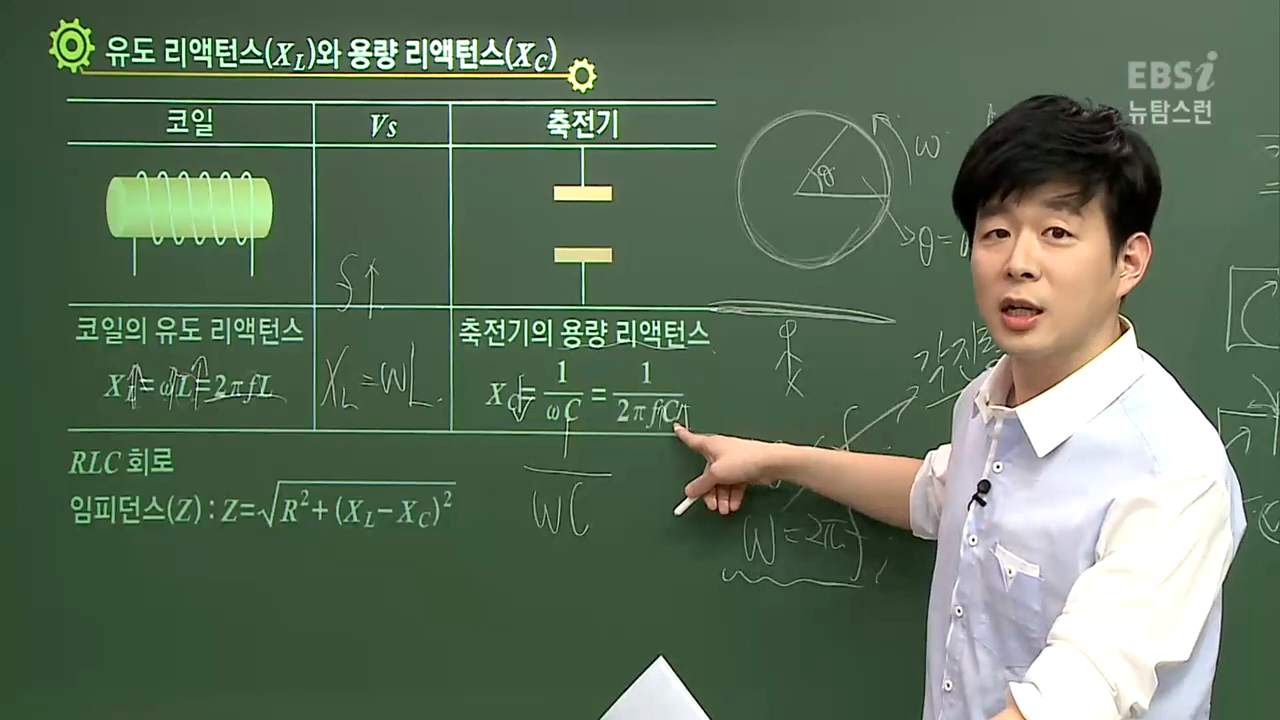 유도 리액턴스(X_L)와 용량 리액턴스(X_C)
EBSi
뉴탐스런
코일
Vs
축전기
ω
θ
θ=
f↑
코일의 유도 리액턴스
축전기의 용량 리액턴스
X_L=ωL=2πfL
X_L=ωL
X_C=1/ωC=1/2πfC
각진동
RLC 회로
임피던스(Z) : Z=√R²+(X_L-X_C)²
1/ωC
ω=2πf